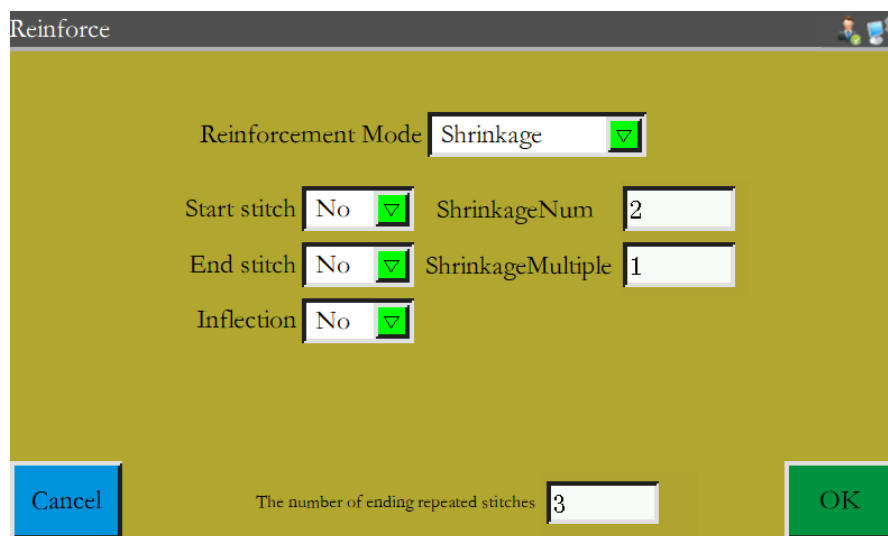 Reinforce
Reinforcement Mode Shrinkage
Start stitch No ShrinkageNum 2
End stitch No ShrinkageMultiple 1
Inflection No
Cancel The number of ending repeated stitches 3 OK